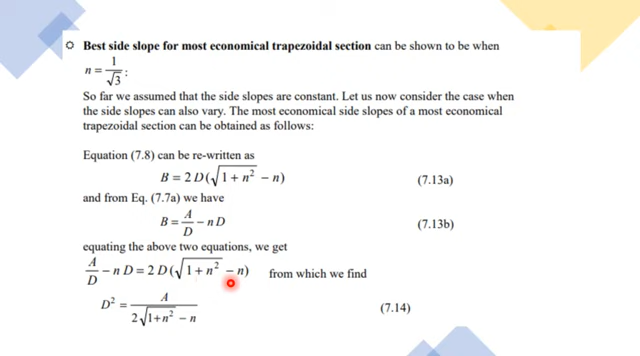 Best side slope for most economical trapezoidal section can be shown to be when
n = 1/√3 :
So far we assumed that the side slopes are constant. Let us now consider the case when
the side slopes can also vary. The most economical side slopes of a most economical
trapezoidal section can be obtained as follows:
Equation (7.8) can be re-written as
B = 2 D(√(1 + n²) − n) (7.13a)
and from Eq. (7.7a) we have
B = A/D − n D (7.13b)
equating the above two equations, we get
A/D − n D = 2 D (√(1 + n²) − n) from which we find
D² = A/(2√(1+n²) − n) (7.14)